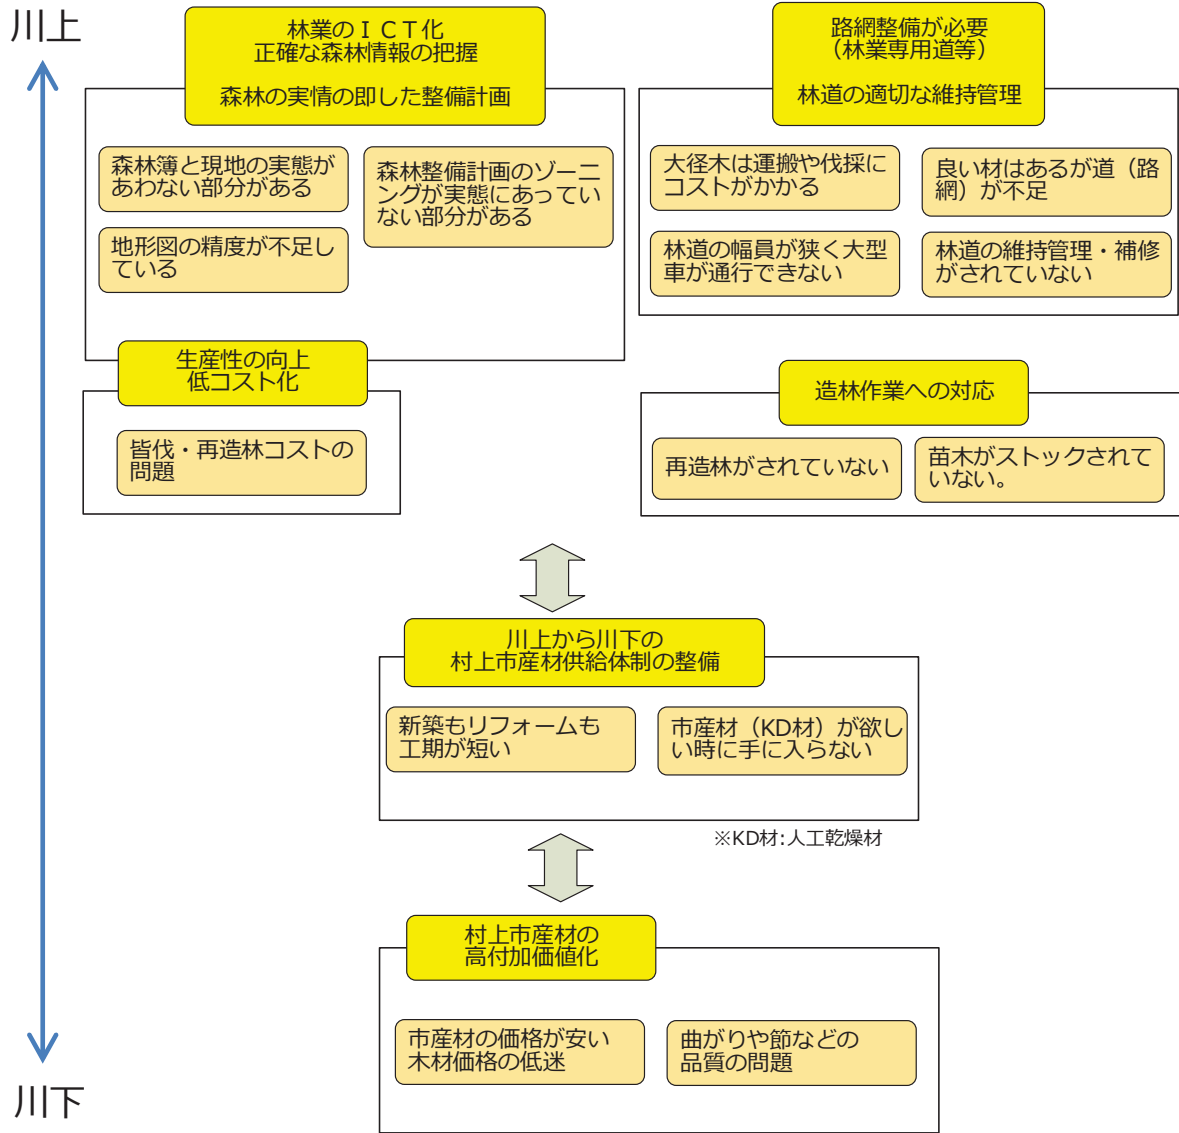 川上
林業のＩＣＴ化
正確な森林情報の把握
森林の実情の即した整備計画
森林簿と現地の実態が
あわない部分がある
森林整備計画のゾーニ
ングが実態にあってい
ない部分がある
地形図の精度が不足し
ている
路網整備が必要
（林業専用道等）
林道の適切な維持管理
大径木は運搬や伐採に
コストがかかる
良い材はあるが道（路
網）が不足
林道の幅員が狭く大型
車が通行できない
林道の維持管理・補修
がされていない
生産性の向上
低コスト化
皆伐・再造林コストの
問題
造林作業への対応
再造林がされていない
苗木がストックされて
いない。
川上から川下の
村上市産材供給体制の整備
新築もリフォームも
工期が短い
市産材（KD材）が欲し
い時に手に入らない
※KD材:人工乾燥材
村上市産材の
高付加価値化
市産材の価格が安い
木材価格の低迷
曲がりや節などの
品質の問題
川下